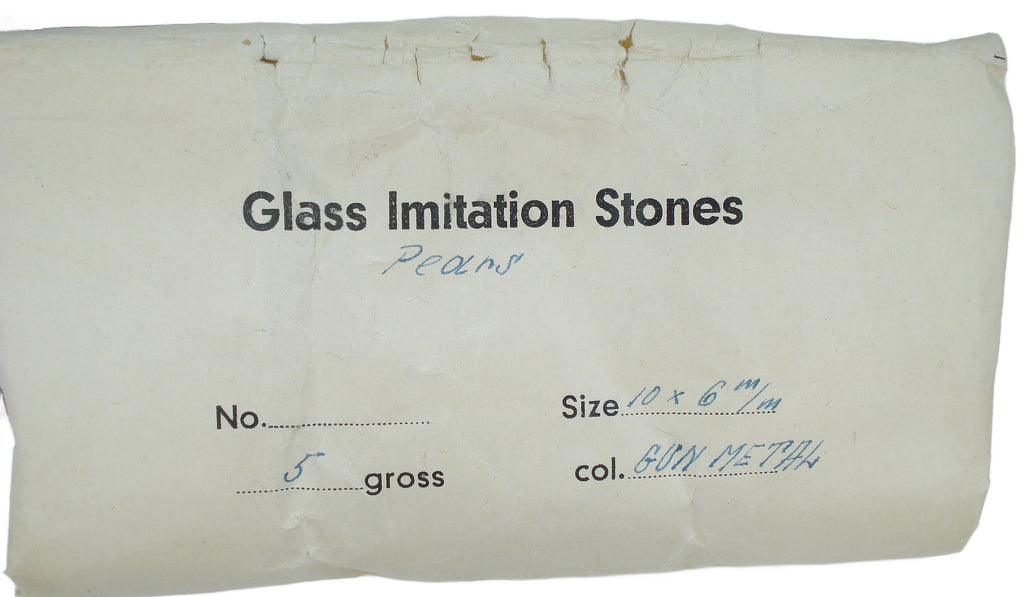 Glass Imitation Stones
Pears
No. Size 10 x 6 m/m
5 gross col. GUN METAL